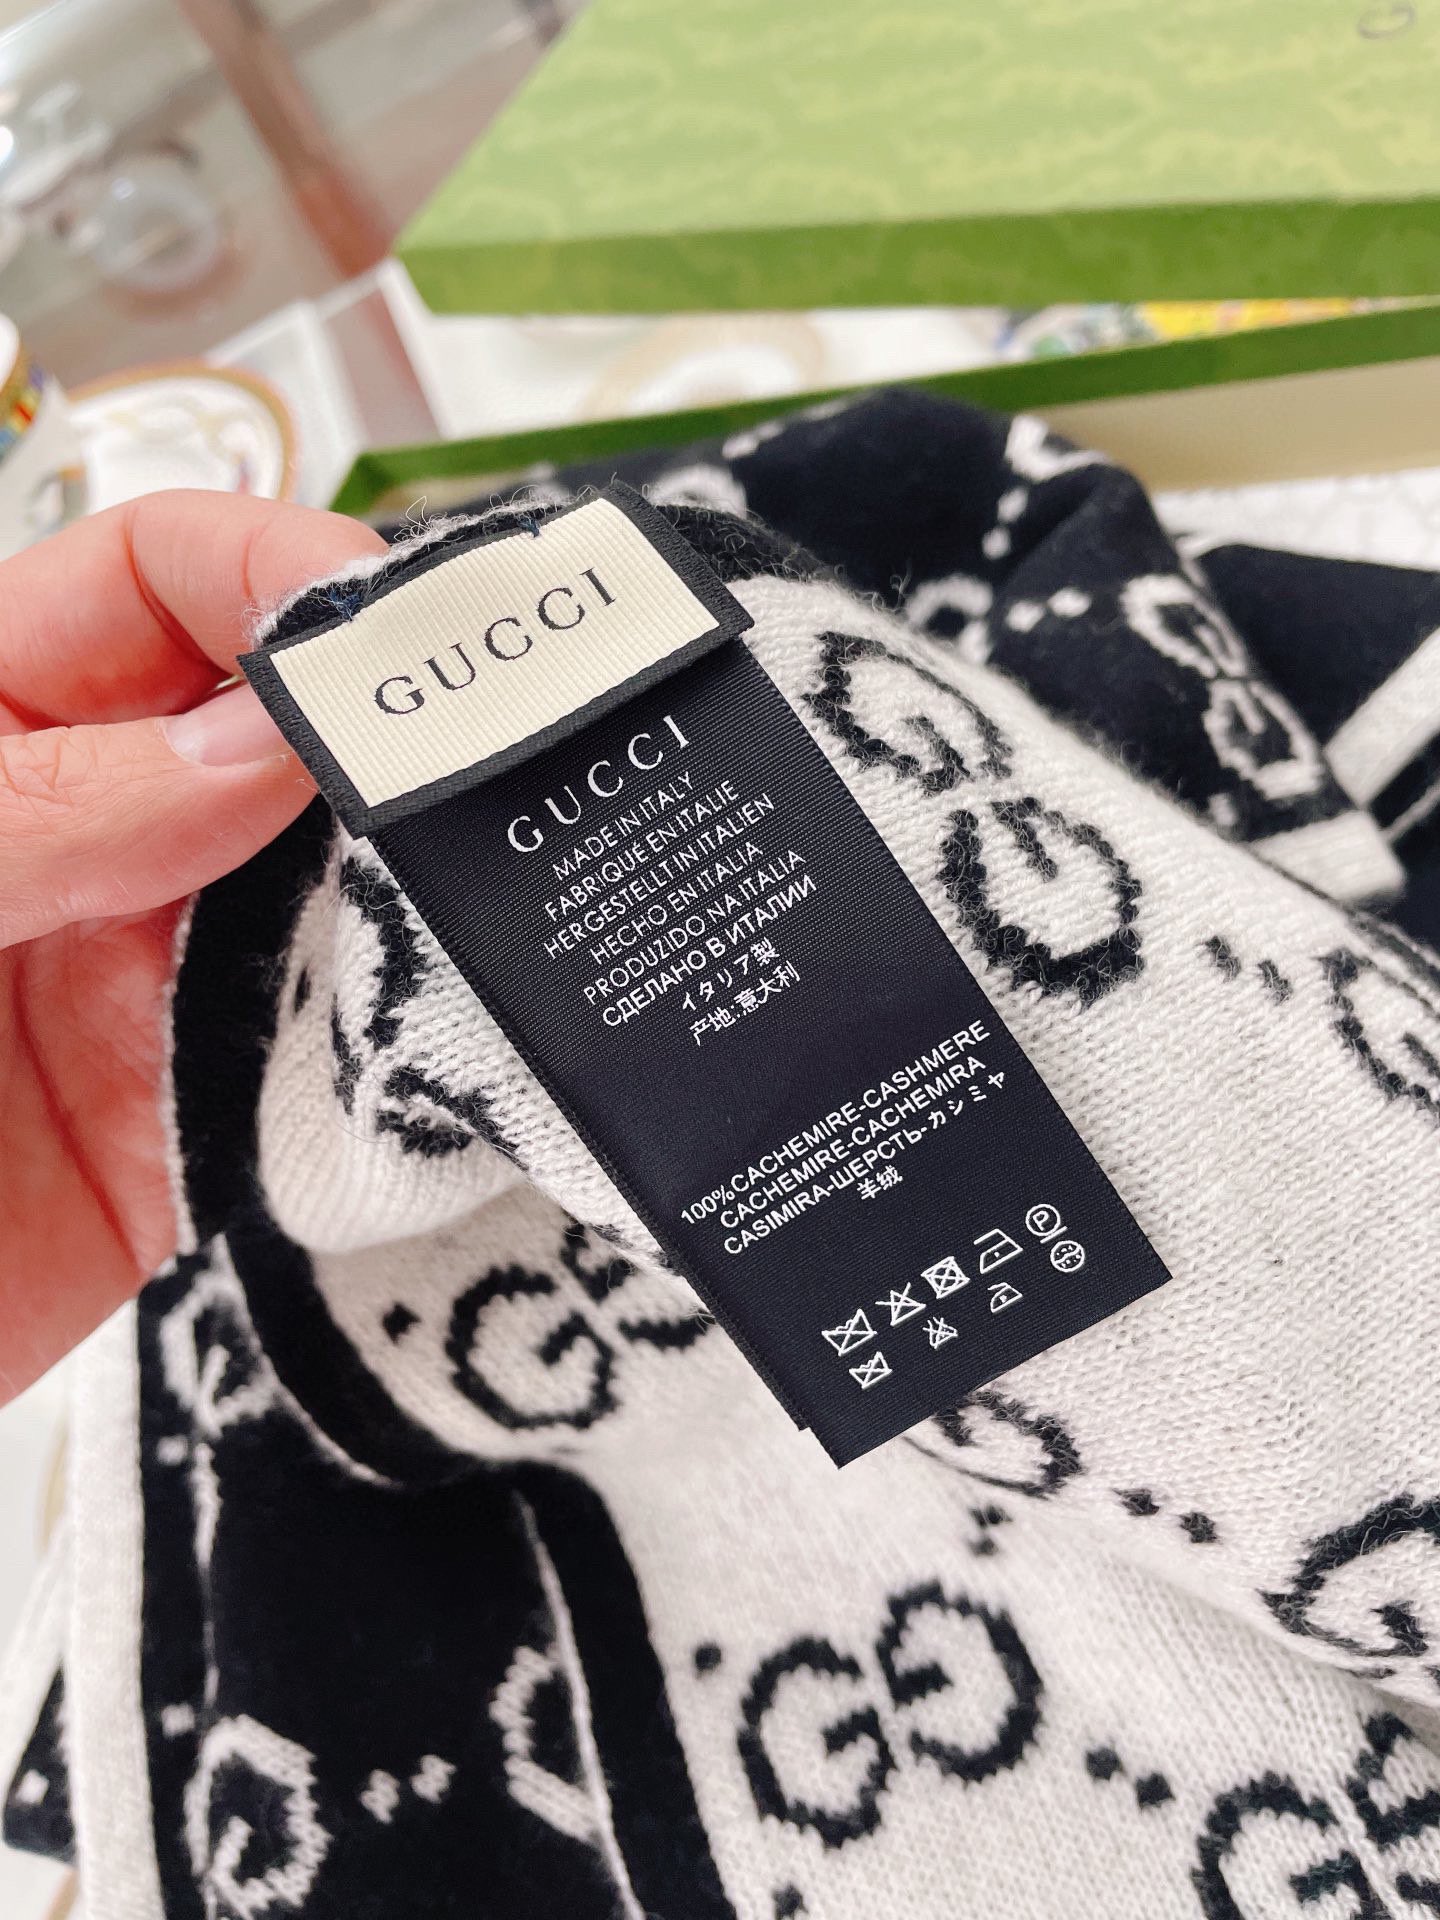 GUCCI
GUCCI
MADE IN ITALY
FABRIQUÉ EN ITALIE
HERGESTELLT IN ITALIEN
HECHO EN ITALIA
PRODUZIDO NA ITALIA
СДЕЛАНО В ИТАЛИИ
イタリア製
产地:意大利
100% CACHEMIRE-CASHMERE
CACHEMIRE-CACHEMIRA
CASIMIRA-ШЕРСТЬ-カシミヤ
羊绒
P